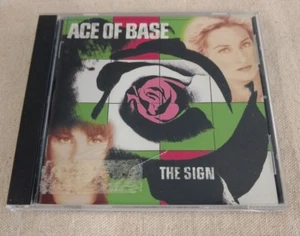 ACE OF BASE
THE SIGN